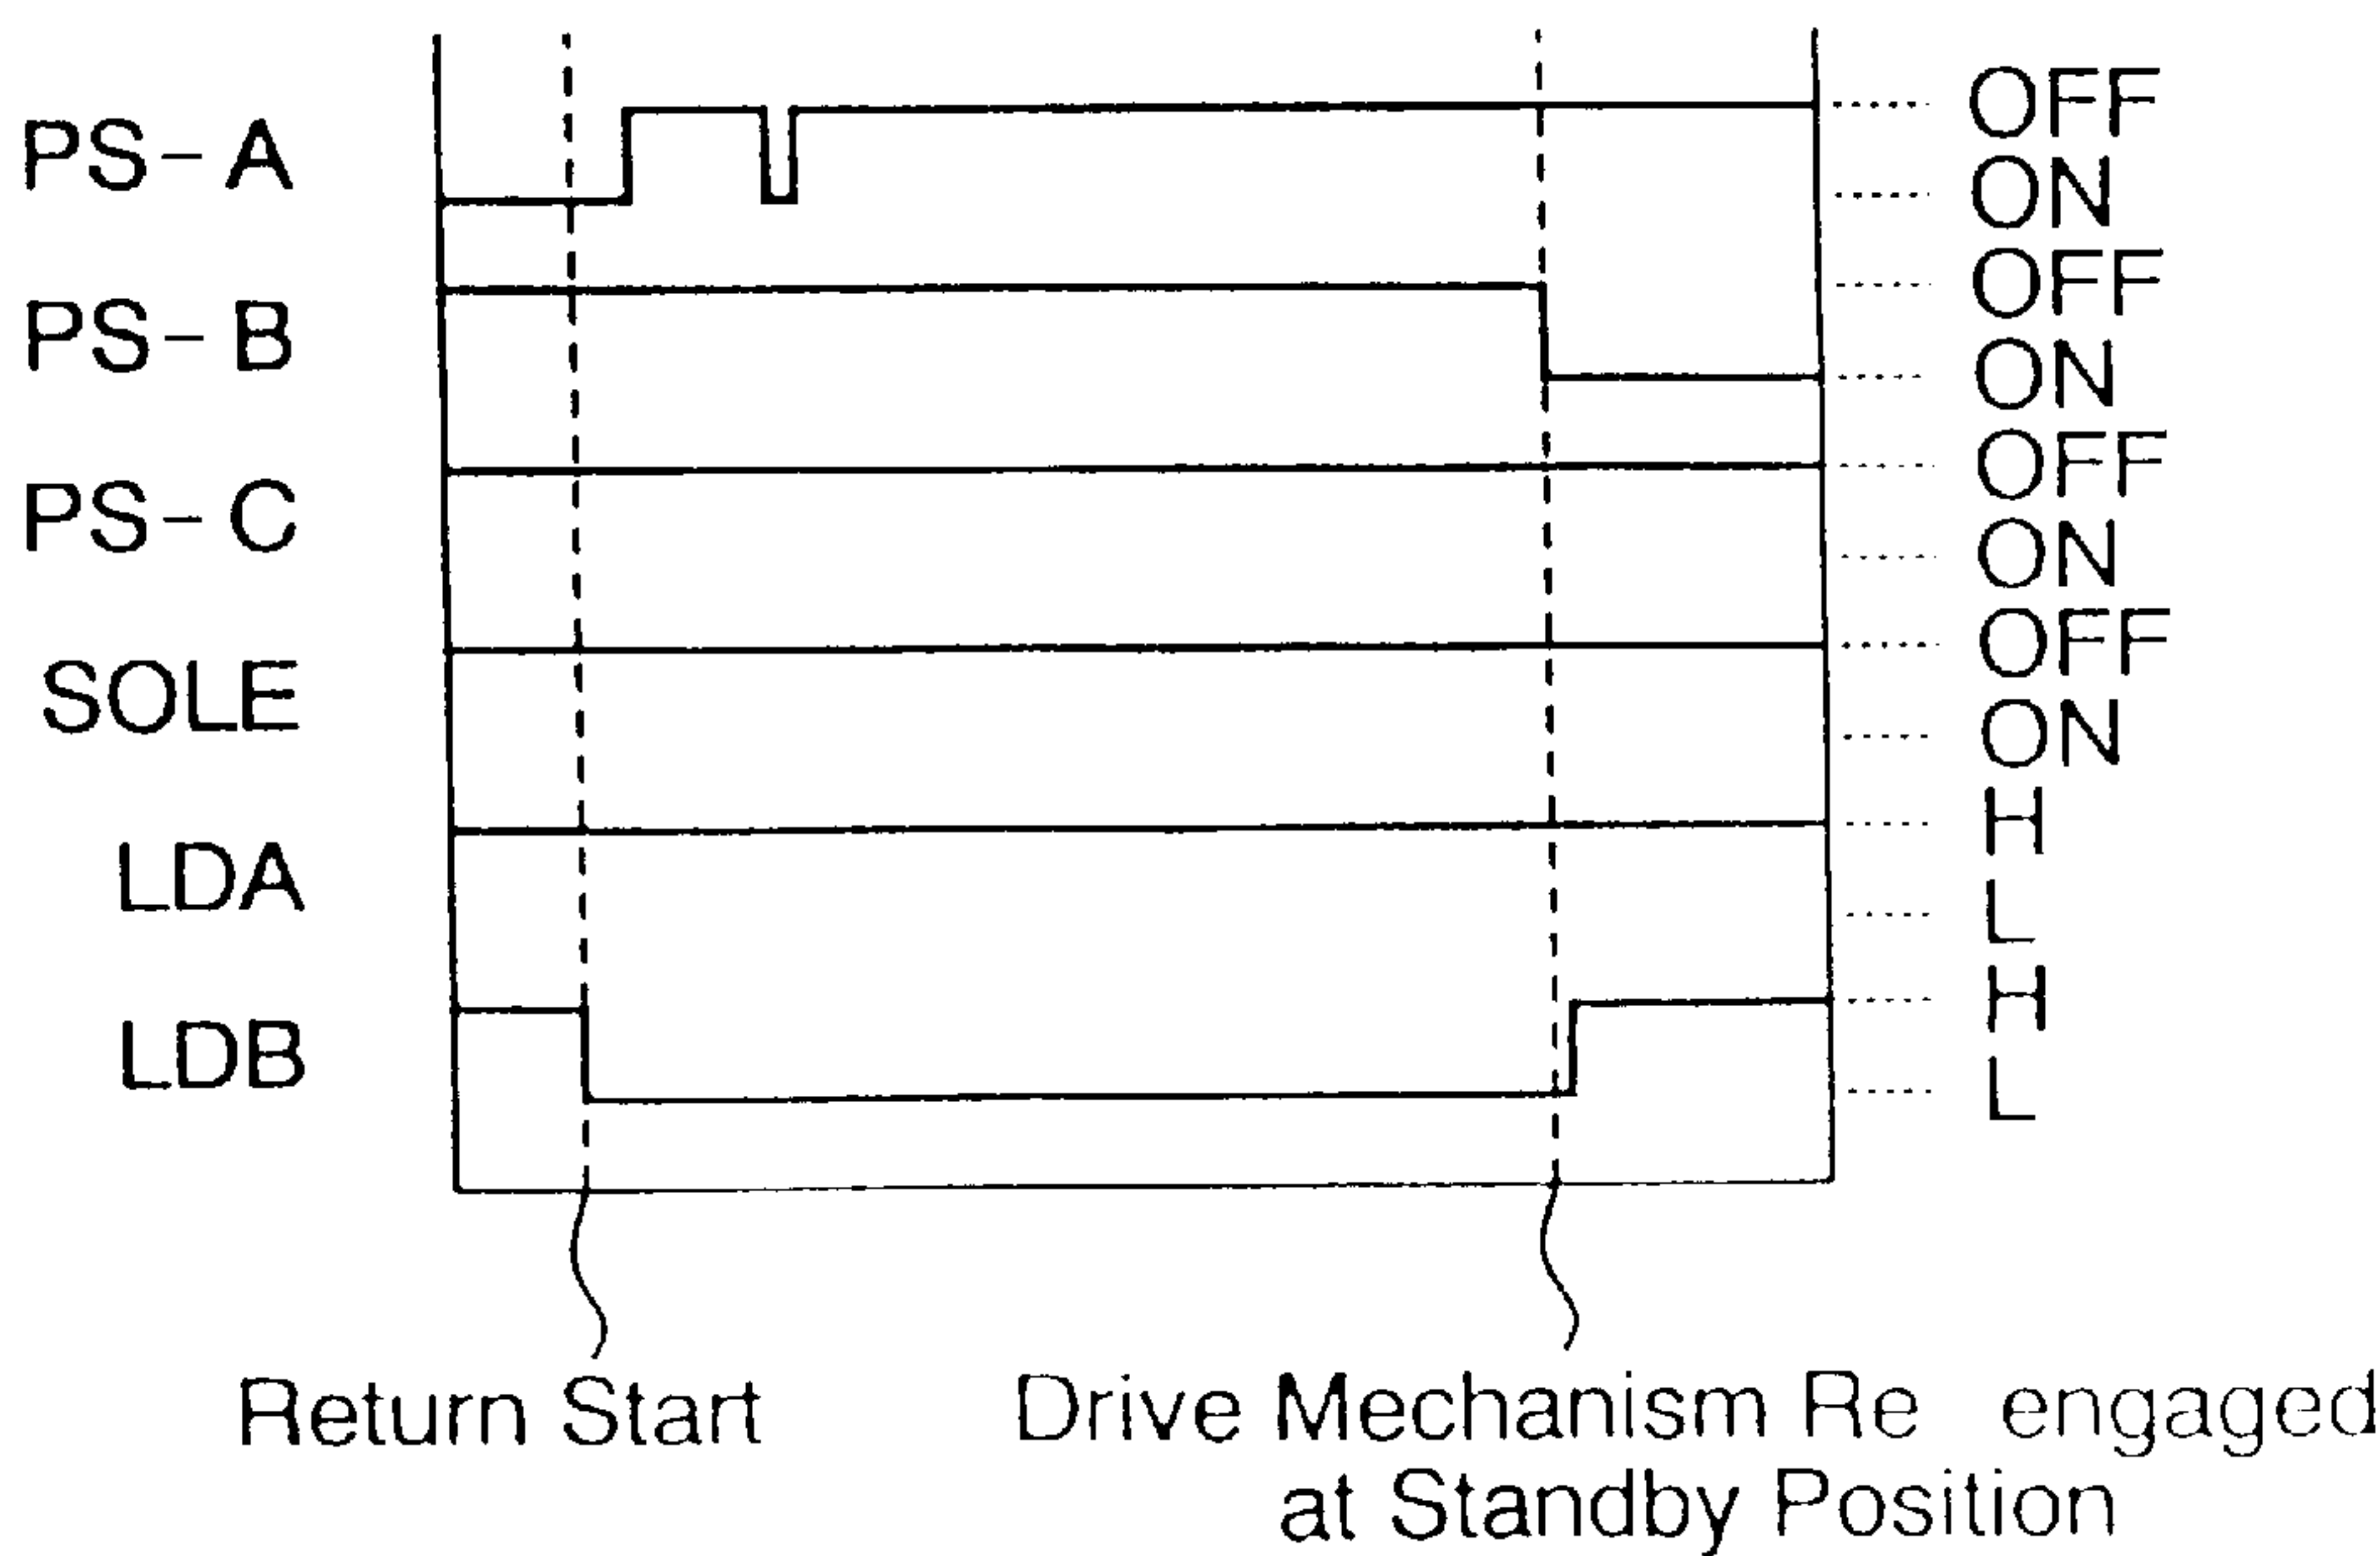 OFF
PS-A
ON
OFF
PS-B
ON
OFF
PS-C
ON
OFF
SOLE
ON
H
LDA
L
H
LDB
L
Return Start
Drive Mechanism Re engaged
at Standby Position